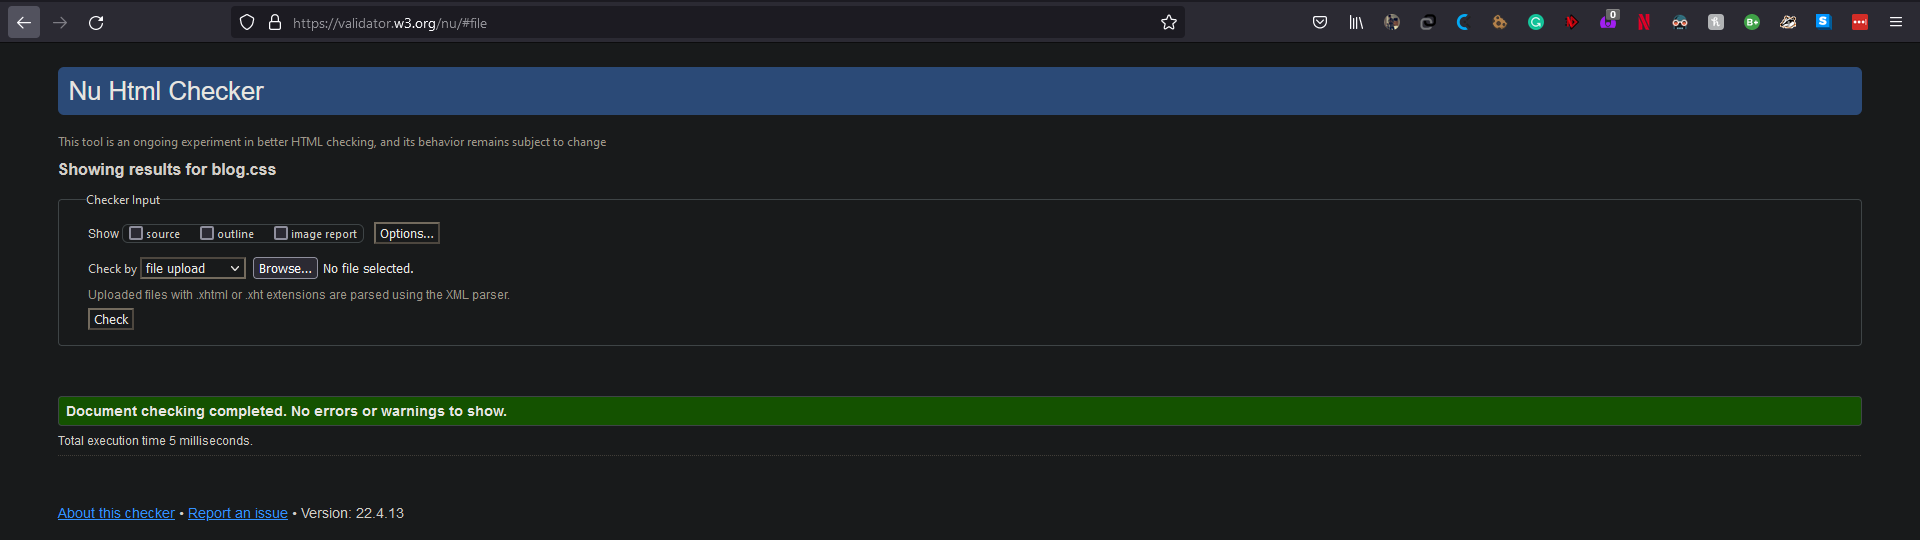 https://validator.w3.org/nu/#file
0
Nu Html Checker
This tool is an ongoing experiment in better HTML checking, and its behavior remains subject to change
Showing results for blog.css
Checker Input
Show source outline image report Options...
Check by file upload Browse... No file selected.
Uploaded files with .xhtml or .xht extensions are parsed using the XML parser.
Check
Document checking completed. No errors or warnings to show.
Total execution time 5 milliseconds.
About this checker • Report an issue • Version: 22.4.13